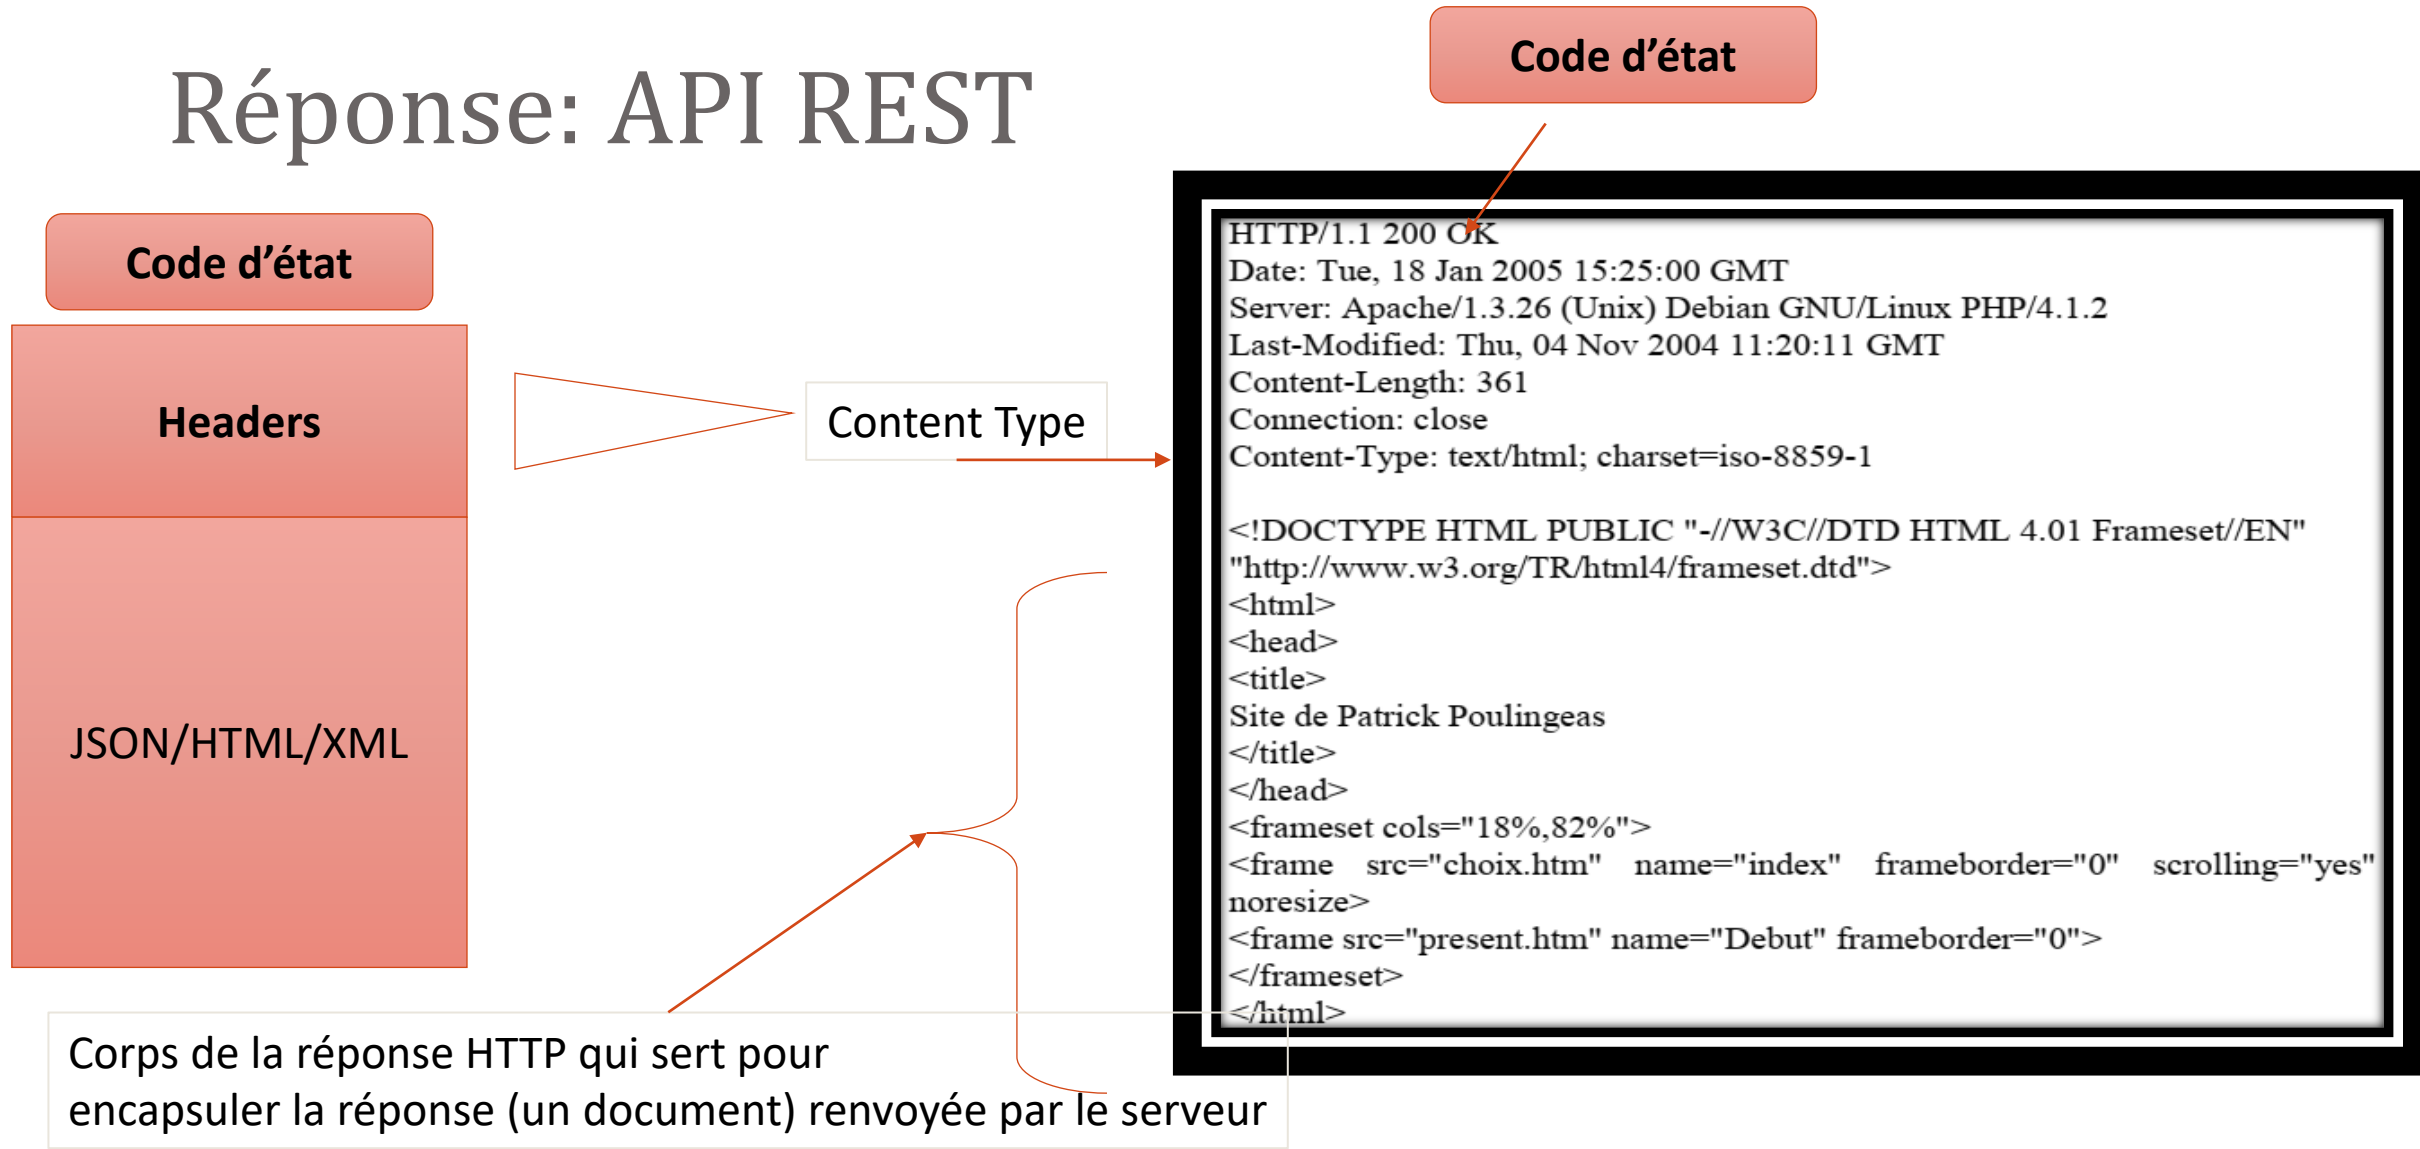 Réponse: API REST
Code d’état
Code d’état
Headers
Content Type
JSON/HTML/XML
Corps de la réponse HTTP qui sert pour
encapsuler la réponse (un document) renvoyée par le serveur
HTTP/1.1 200 OK
Date: Tue, 18 Jan 2005 15:25:00 GMT
Server: Apache/1.3.26 (Unix) Debian GNU/Linux PHP/4.1.2
Last-Modified: Thu, 04 Nov 2004 11:20:11 GMT
Content-Length: 361
Connection: close
Content-Type: text/html; charset=iso-8859-1
<!DOCTYPE HTML PUBLIC "-//W3C//DTD HTML 4.01 Frameset//EN"
"http://www.w3.org/TR/html4/frameset.dtd">
<html>
<head>
<title>
Site de Patrick Poulingeas
</title>
</head>
<frameset cols="18%,82%">
<frame src="choix.htm" name="index" frameborder="0" scrolling="yes"
noresize>
<frame src="present.htm" name="Debut" frameborder="0">
</frameset>
</html>